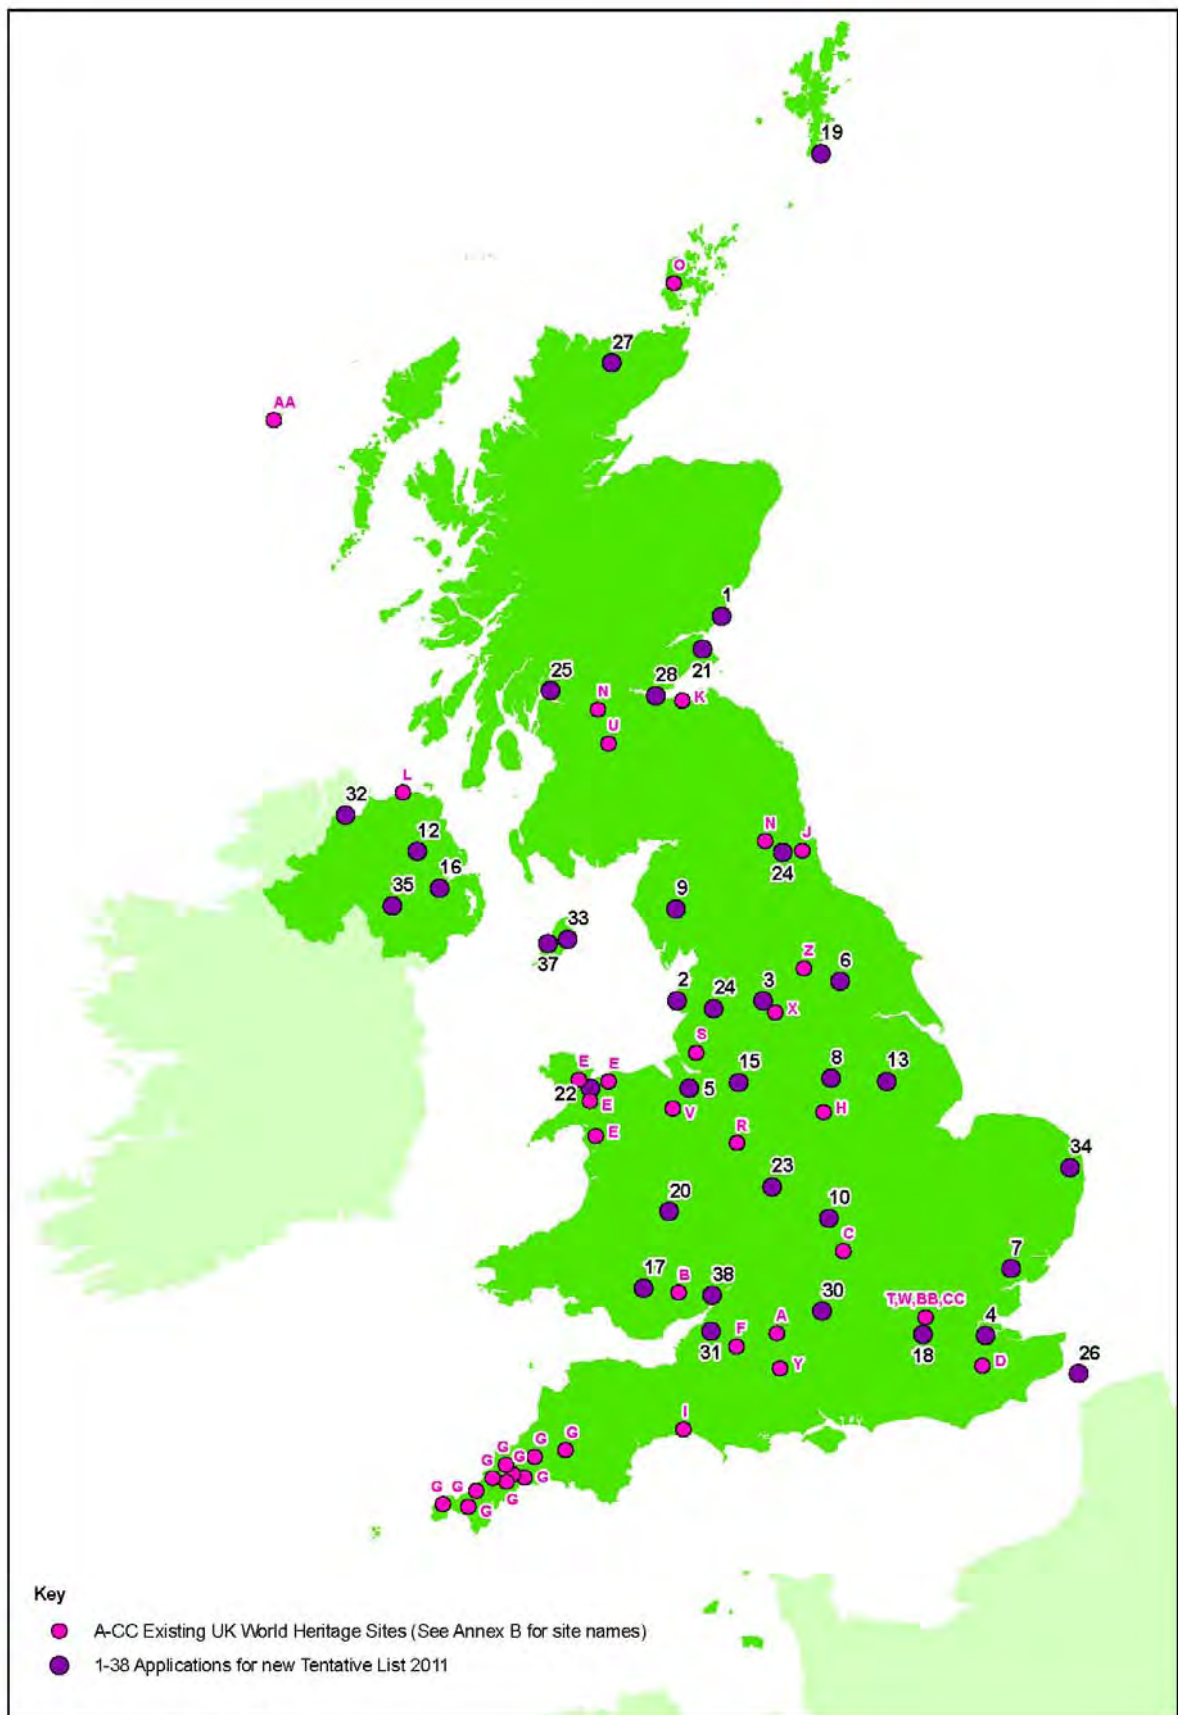 19
O
27
AA
1
21
25
28
N
K
U
L
32
N
J
12
24
16
35
9
33
37
Z
6
2
24
3
X
S
E
E
15
8
13
22
5
E
V
H
R
E
34
23
20
10
C
7
17
B
38
30
T,W,BB,CC
A
4
F
31
18
Y
D
26
I
G
G
G
G
G
G
G
G
G
G
Key
A-CC Existing UK World Heritage Sites (See Annex B for site names)
1-38 Applications for new Tentative List 2011